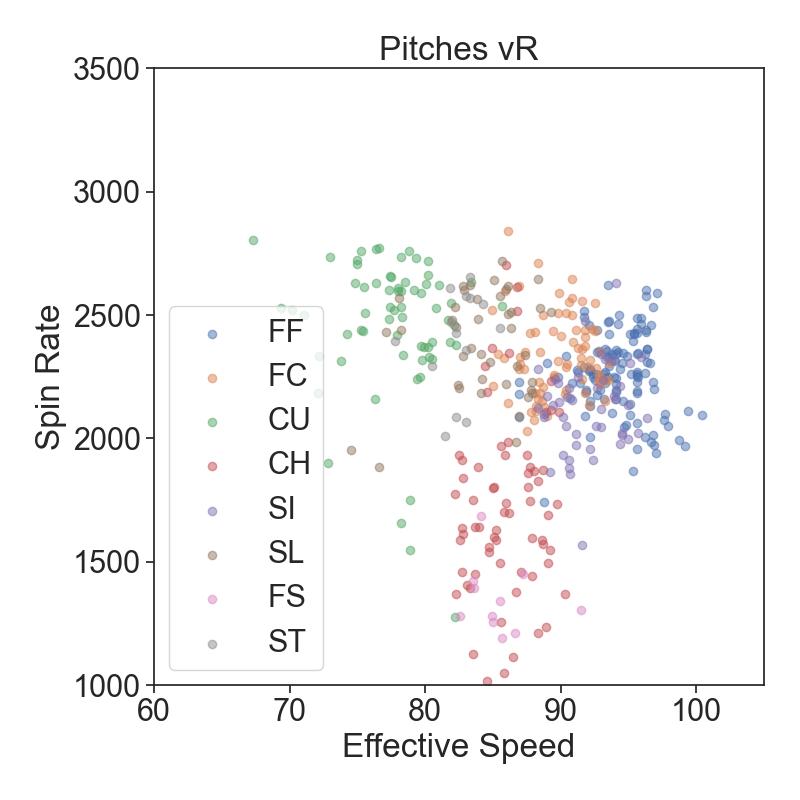 Pitches vR
3500
3000
2500
2000
1500
1000
Spin Rate
FF
FC
CU
CH
SI
SL
FS
ST
60 70 80 90 100
Effective Speed